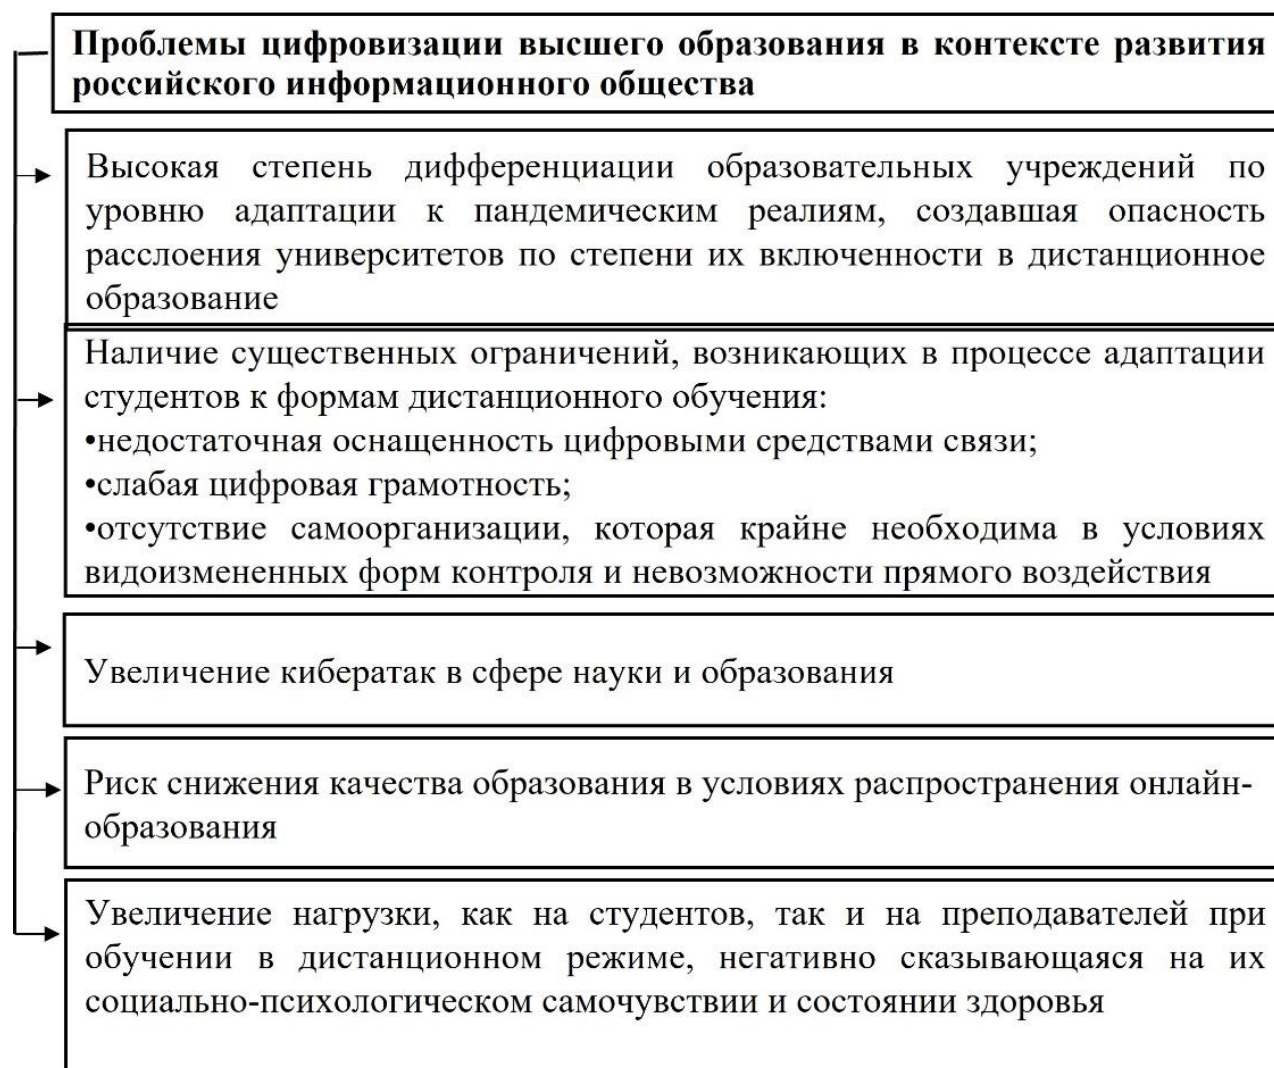 Проблемы цифровизации высшего образования в контексте развития
российского информационного общества
Высокая степень дифференциации образовательных учреждений по
уровню адаптации к пандемическим реалиям, создавшая опасность
расслоения университетов по степени их включенности в дистанционное
образование
Наличие существенных ограничений, возникающих в процессе адаптации
студентов к формам дистанционного обучения:
•недостаточная оснащенность цифровыми средствами связи;
•слабая цифровая грамотность;
•отсутствие самоорганизации, которая крайне необходима в условиях
видоизмененных форм контроля и невозможности прямого воздействия
Увеличение кибератак в сфере науки и образования
Риск снижения качества образования в условиях распространения онлайн-
образования
Увеличение нагрузки, как на студентов, так и на преподавателей при
обучении в дистанционном режиме, негативно сказывающаяся на их
социально-психологическом самочувствии и состоянии здоровья